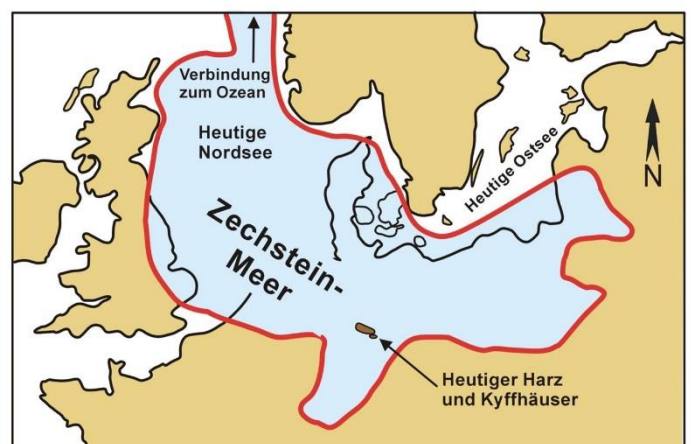 Verbindung
zum Ozean
Heutige
Nordsee
Heutige Ostsee
N
Zechstein-
Meer
Heutiger Harz
und Kyffhäuser